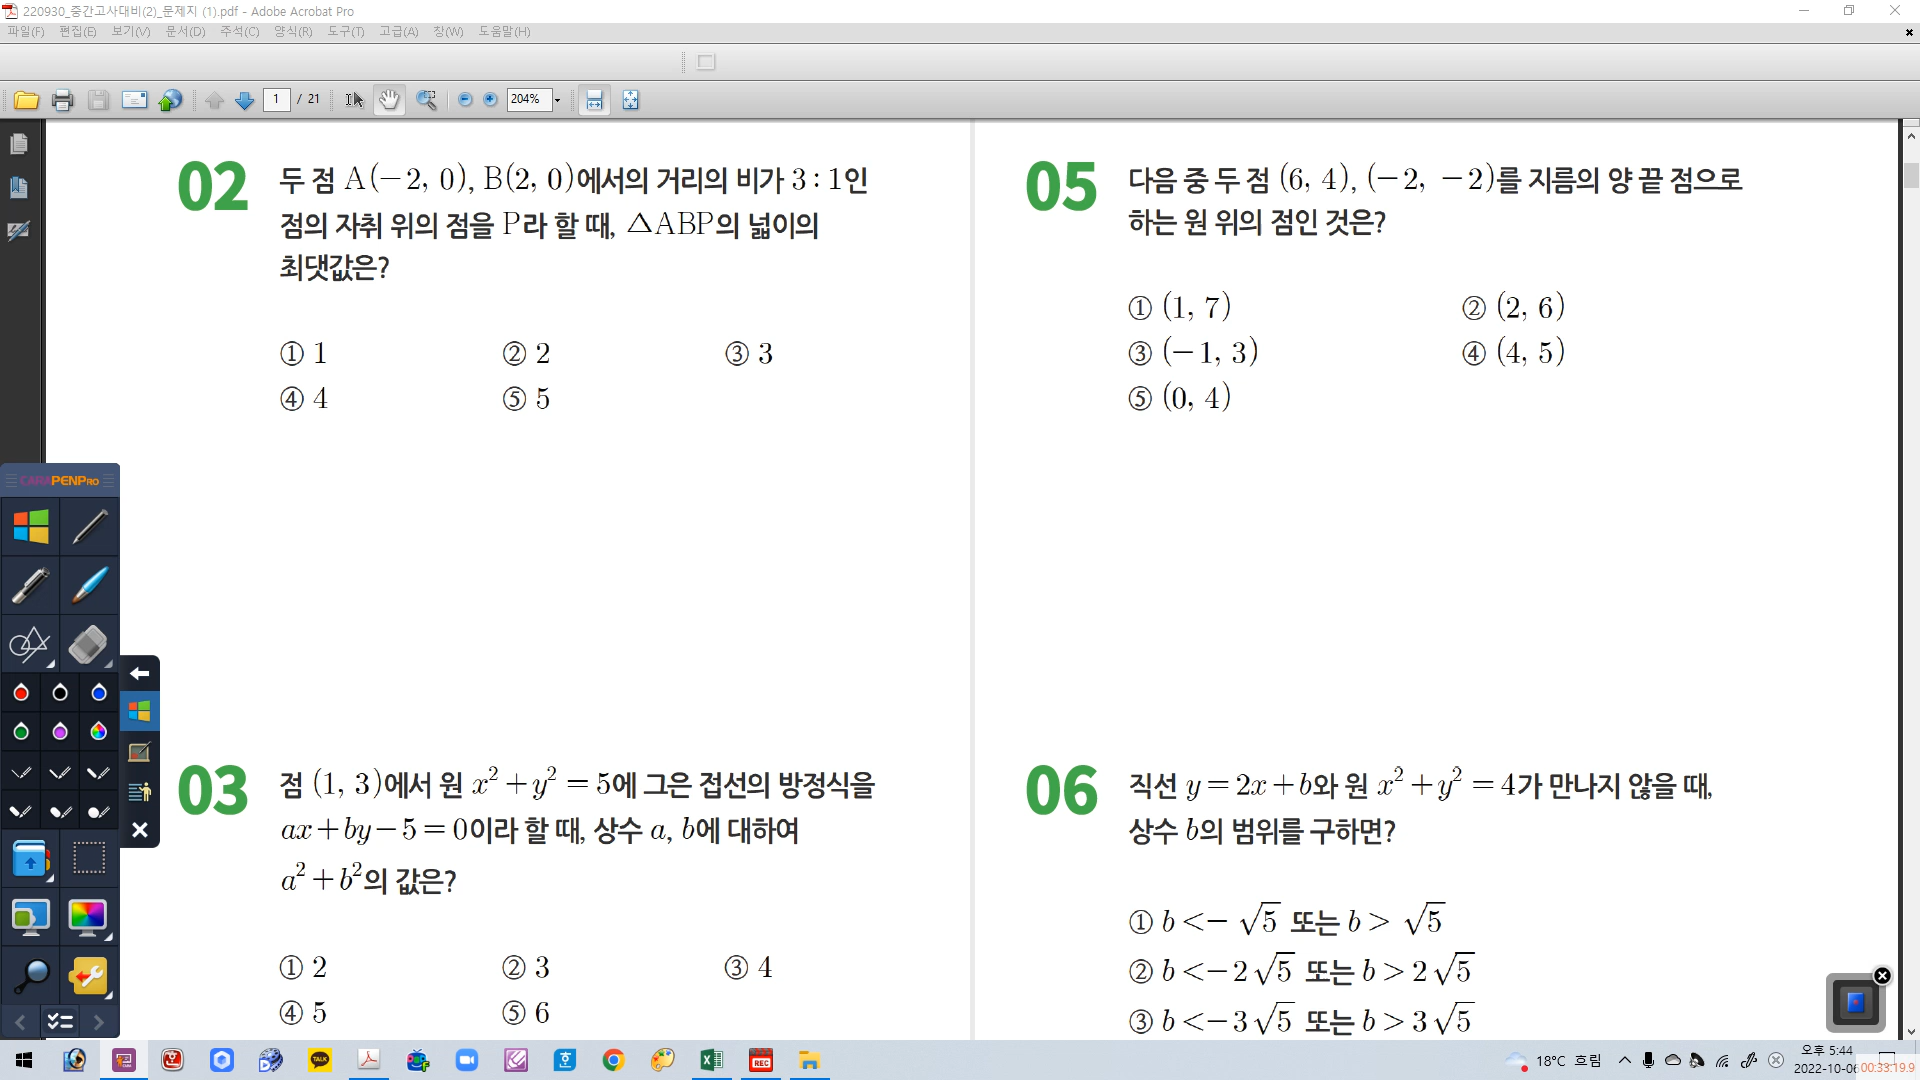 220930_중간고사대비(2)_문제지 (1).pdf - Adobe Acrobat Pro
파일(F) 편집(E) 보기(V) 문서(D) 주석(C) 양식(R) 도구(T) 고급(A) 창(W) 도움말(H)
1 / 21 204%
02 두 점 A(−2, 0), B(2, 0)에서의 거리의 비가 3 : 1인
점의 자취 위의 점을 P라 할 때, △ABP의 넓이의
최댓값은?
① 1 ② 2 ③ 3
④ 4 ⑤ 5
CARAPENPRO
03 점 (1, 3)에서 원 x²+y² = 5에 그은 접선의 방정식을
ax+by−5=0이라 할 때, 상수 a, b에 대하여
a²+b²의 값은?
① 2 ② 3 ③ 4
④ 5 ⑤ 6
05 다음 중 두 점 (6, 4), (−2, −2)를 지름의 양 끝 점으로
하는 원 위의 점인 것은?
① (1, 7) ② (2, 6)
③ (−1, 3) ④ (4, 5)
⑤ (0, 4)
06 직선 y=2x+b와 원 x²+y² =4가 만나지 않을 때,
상수 b의 범위를 구하면?
① b<−√5 또는 b>√5
② b<−2√5 또는 b>2√5
③ b<−3√5 또는 b>3√5
TALK
REC
18°C 흐림
오후 5:44
2022-10-06
00:33:19.9